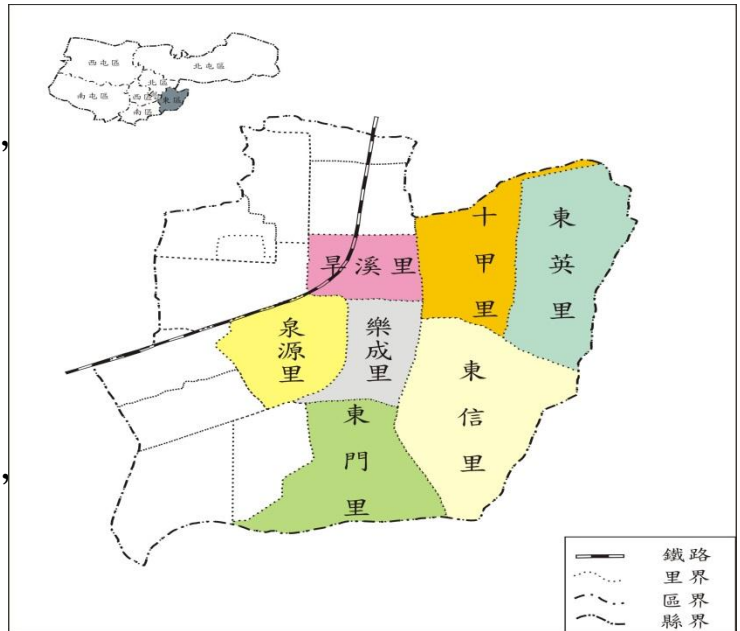 西屯區
北屯區
北區
南屯區
西區
東區
南區
,
十甲里
東英里
旱溪里
泉源里
樂成里
東信里
東門里
,
鐵路
里界
區界
縣界